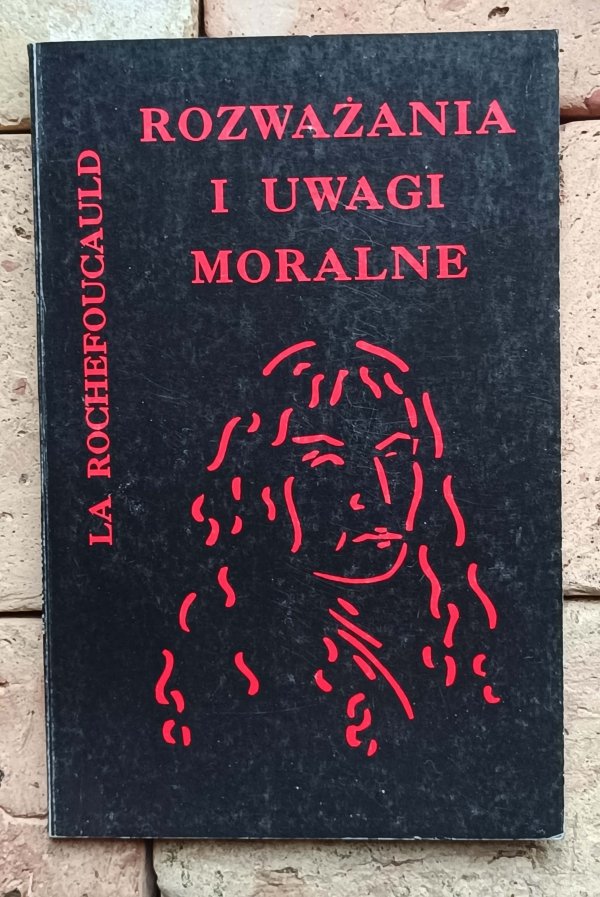 ROZWAŻANIA
I UWAGI
MORALNE
LA ROCHEFOUCAULD